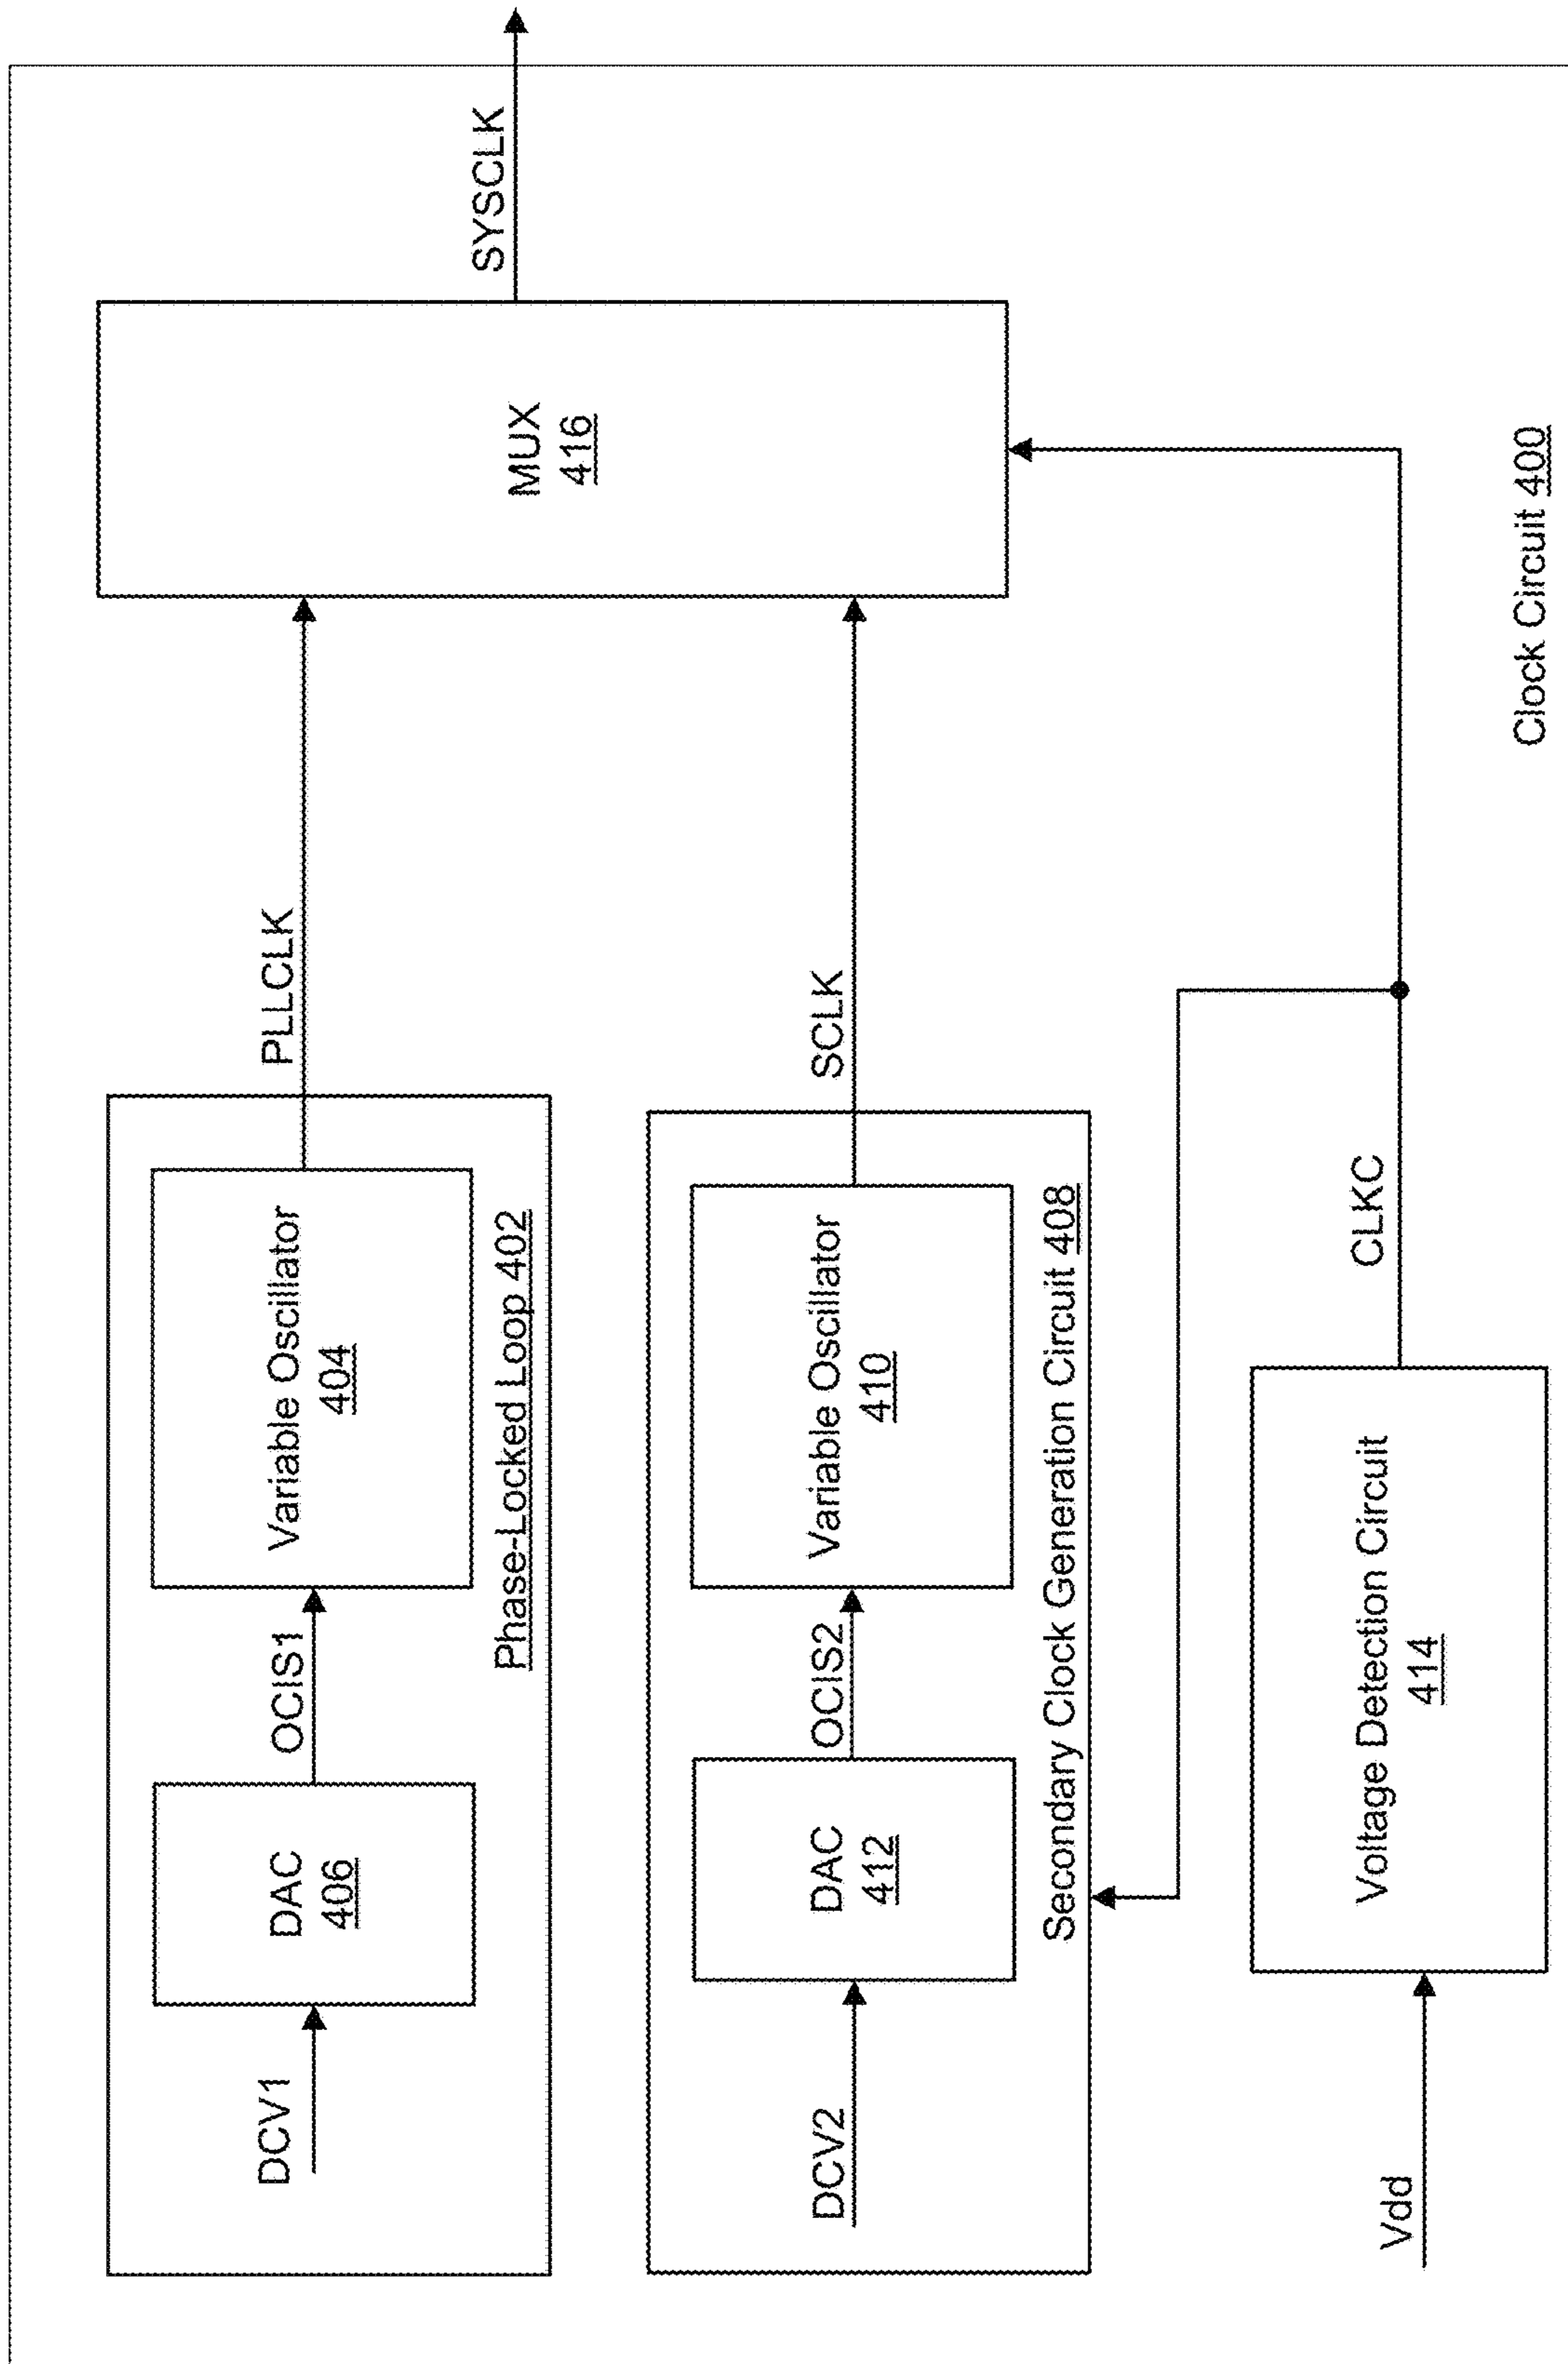 DCV1
DAC
406
OCIS1
Variable Oscillator
404
Phase-Locked Loop 402
PLLCLK
DCV2
DAC
412
OCIS2
Variable Oscillator
410
Secondary Clock Generation Circuit 408
SCLK
MUX
416
SYSCLK
Vdd
Voltage Detection Circuit
414
CLKC
Clock Circuit 400